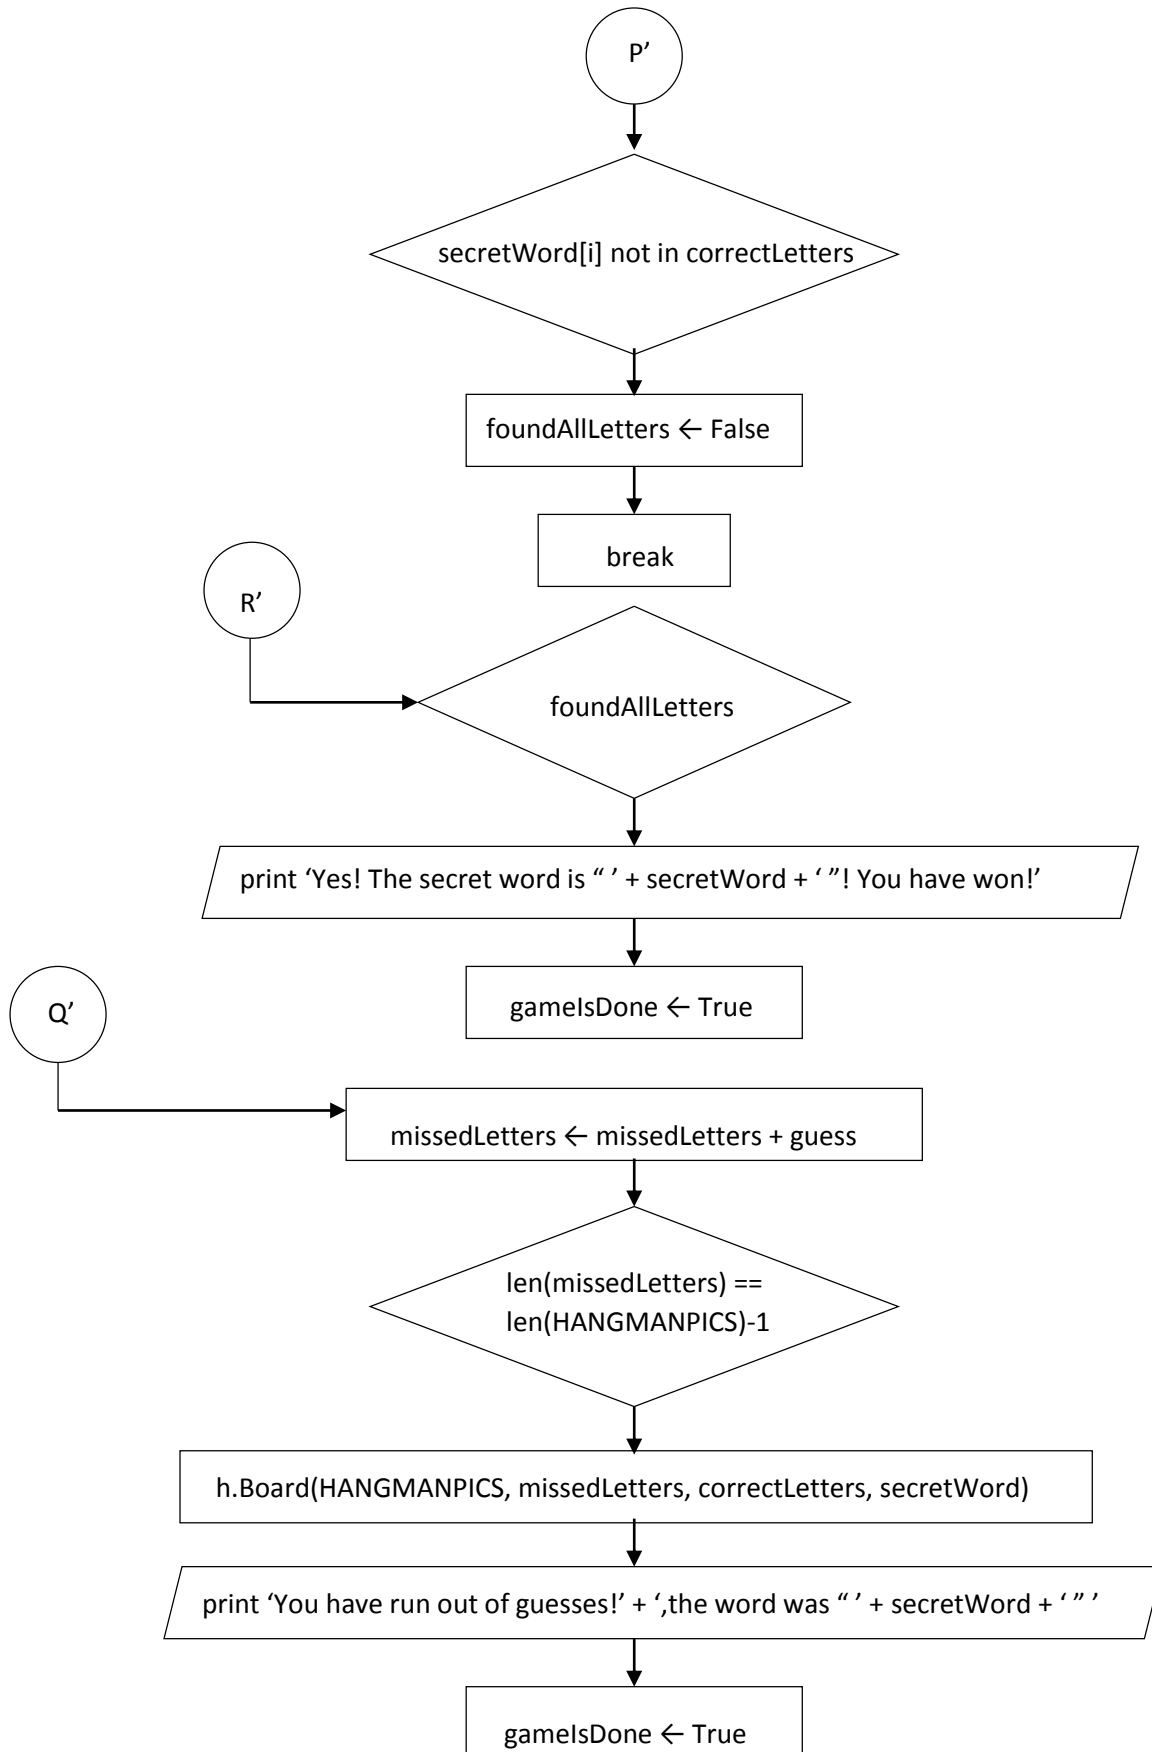 P’
secretWord[i] not in correctLetters
foundAllLetters ← False
break
R’
foundAllLetters
print ‘Yes! The secret word is “ ’ + secretWord + ‘ ”! You have won!’
gameIsDone ← True
Q’
missedLetters ← missedLetters + guess
len(missedLetters) ==
len(HANGMANPICS)-1
h.Board(HANGMANPICS, missedLetters, correctLetters, secretWord)
print ‘You have run out of guesses!’ + ‘,the word was “ ’ + secretWord + ‘ ” ’
gameIsDone ← True